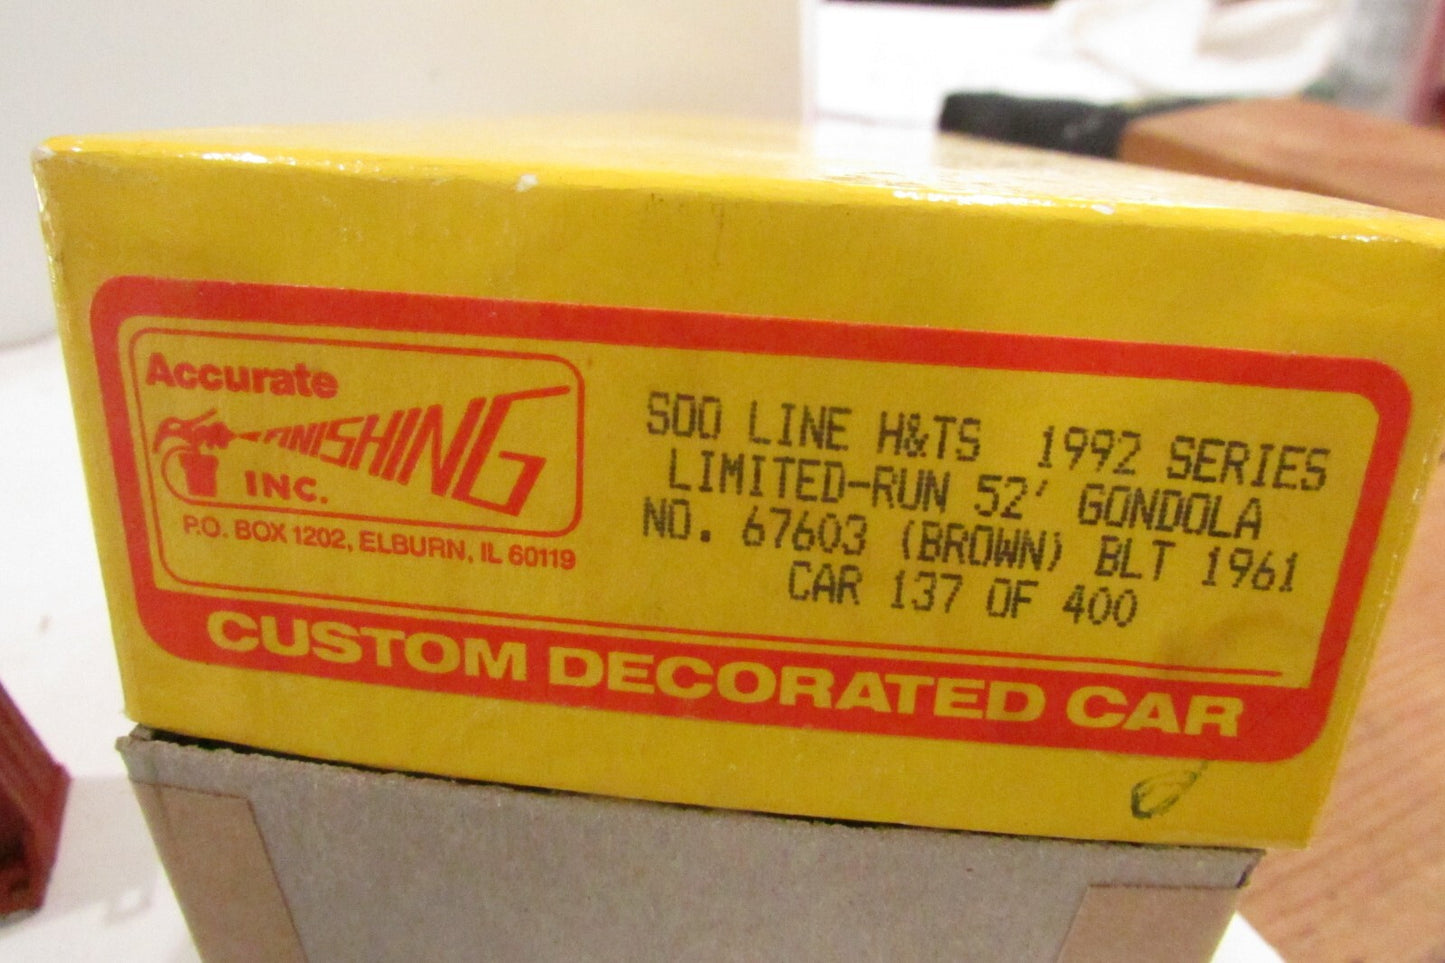 Accurate
FINISHING
INC.
P.O. BOX 1202, ELBURN, IL 60119
SOO LINE H&TS 1992 SERIES
LIMITED-RUN 52' GONDOLA
NO. 67603 (BROWN) BLT 1961
CAR 137 OF 400
CUSTOM DECORATED CAR